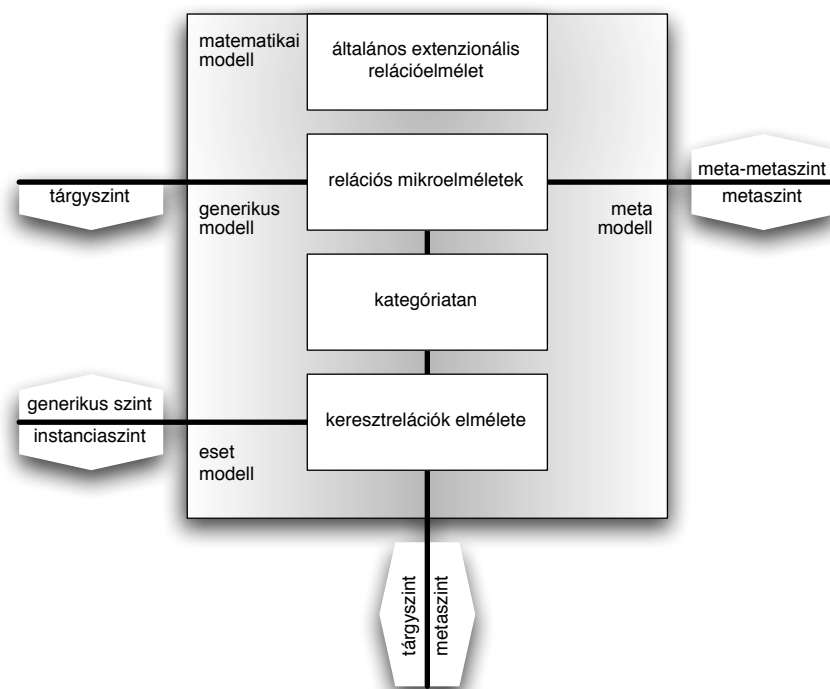 matematikai
modell
általános extenzionális
relációelmélet
relációs mikroelméletek
meta-metaszint
metaszint
tárgyszint
generikus
modell
meta
modell
kategóriatan
generikus szint
instanciaszint
keresztrelációk elmélete
eset
modell
tárgyszint
metaszint